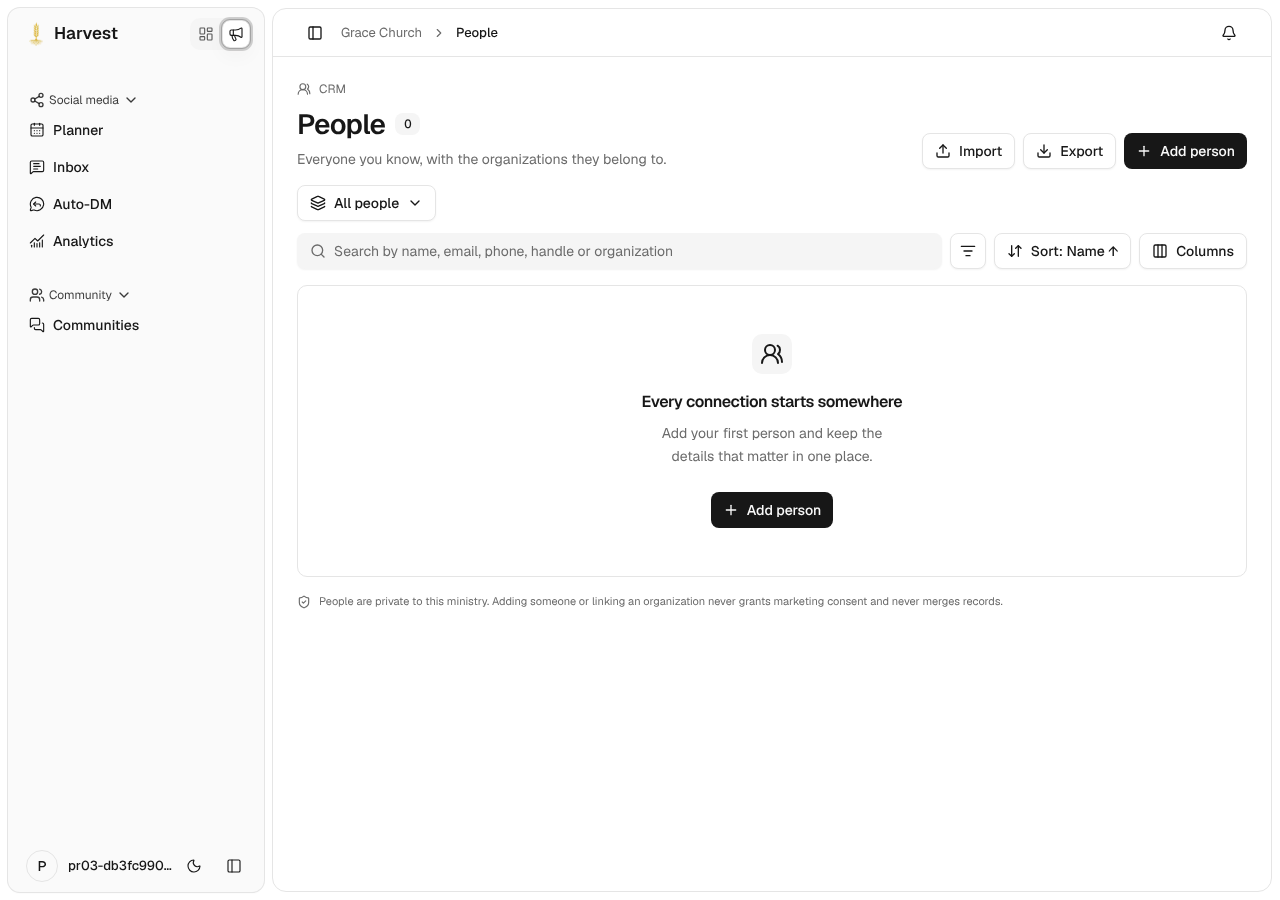 Harvest
Social media
Planner
Inbox
Auto-DM
Analytics
Community
Communities
P
pr03-db3fc990...
Grace Church
People
CRM
People 0
Everyone you know, with the organizations they belong to.
Import
Export
Add person
All people
Search by name, email, phone, handle or organization
Sort: Name ↑
Columns
Every connection starts somewhere
Add your first person and keep the
details that matter in one place.
Add person
People are private to this ministry. Adding someone or linking an organization never grants marketing consent and never merges records.